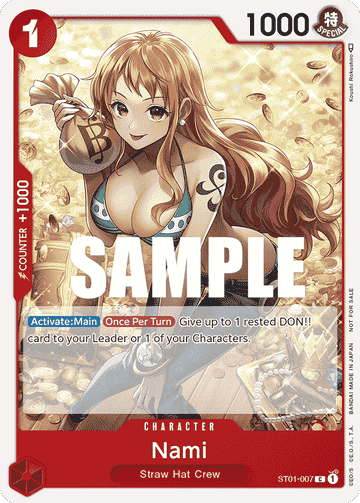 1
1000
特
SPECIAL
Koushi Rokushiro
COUNTER +1000
B
SAMPLE
Activate:Main Once Per Turn Give up to 1 rested DON!!
card to your Leader or 1 of your Characters.
CHARACTER
Nami
Straw Hat Crew
ST01-007 C 1
©E.O./S. ©E.O./S., T.A. BANDAI MADE IN JAPAN NOT FOR SALE